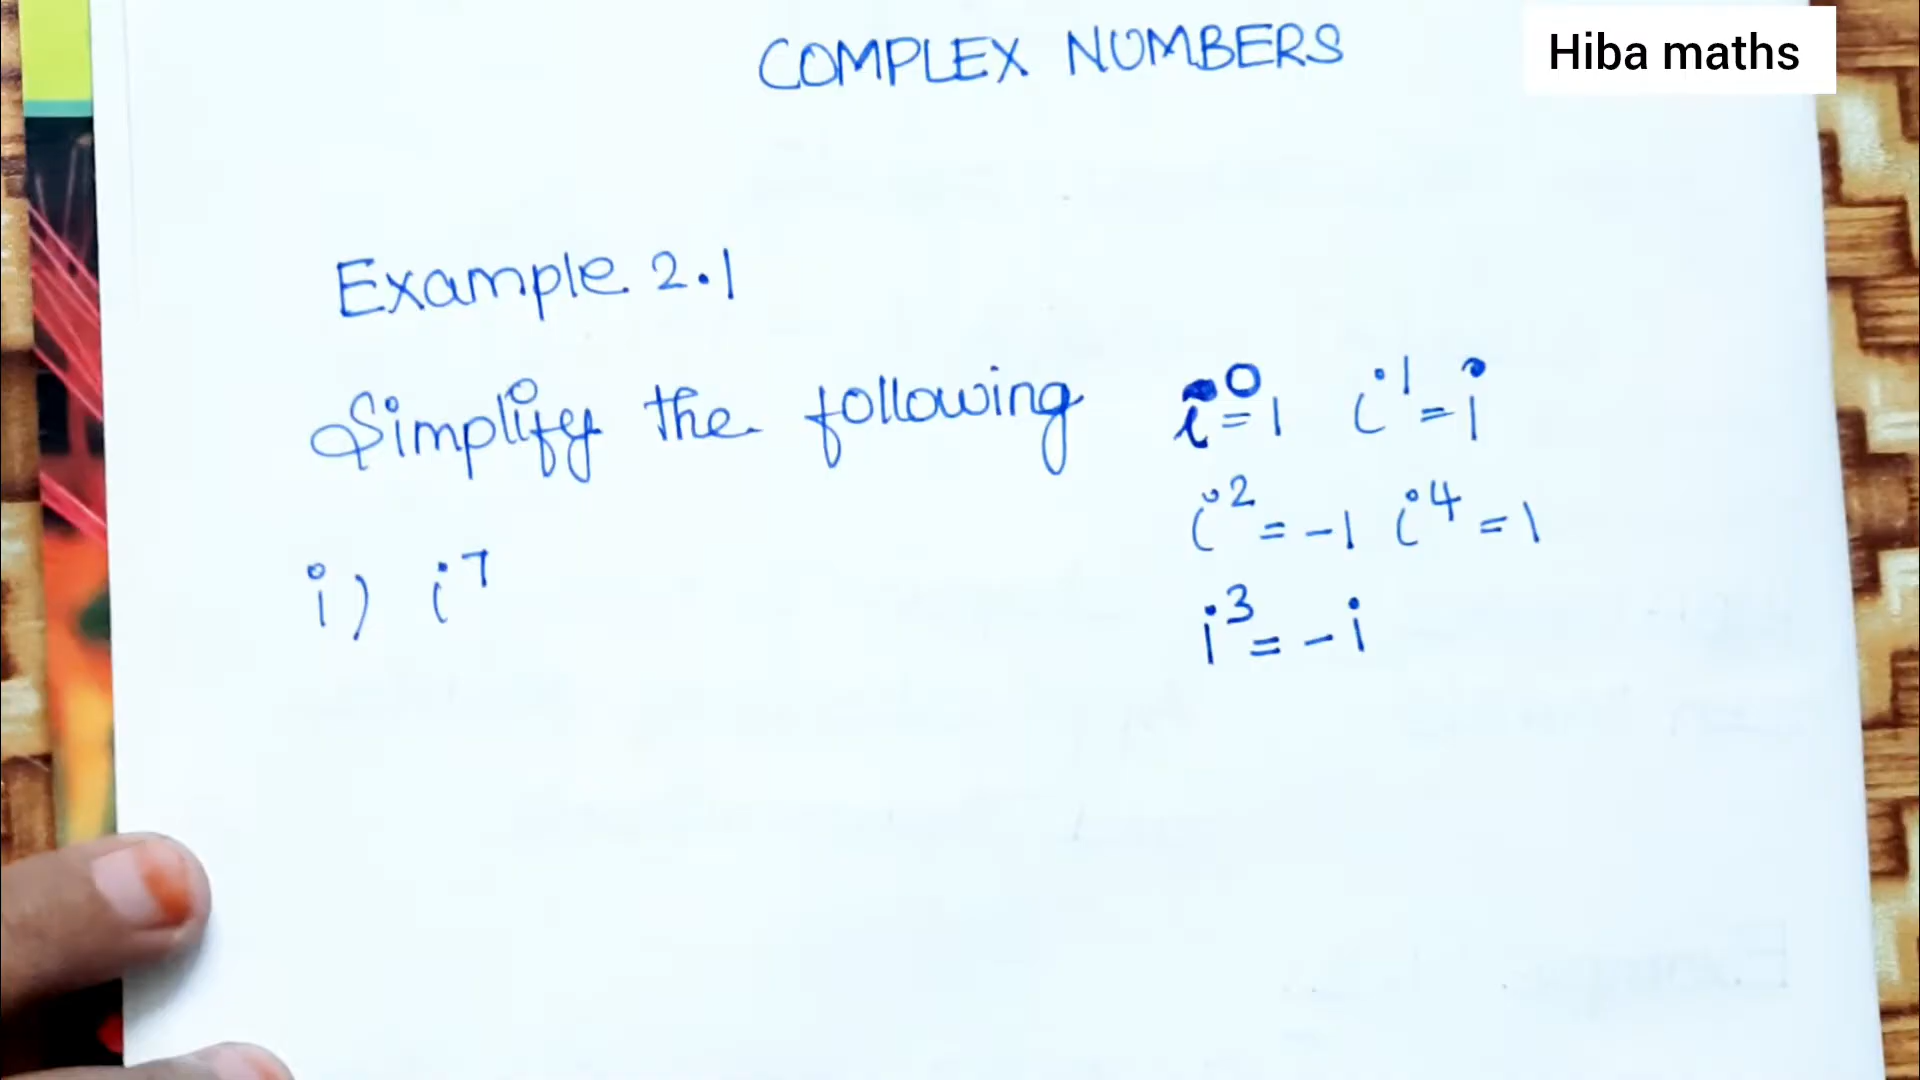 COMPLEX NUMBERS
Hiba maths
Example 2.1
Simplify the following
i⁰=1 i¹=i
i²=-1 i⁴=1
i) i⁷
i³=-i